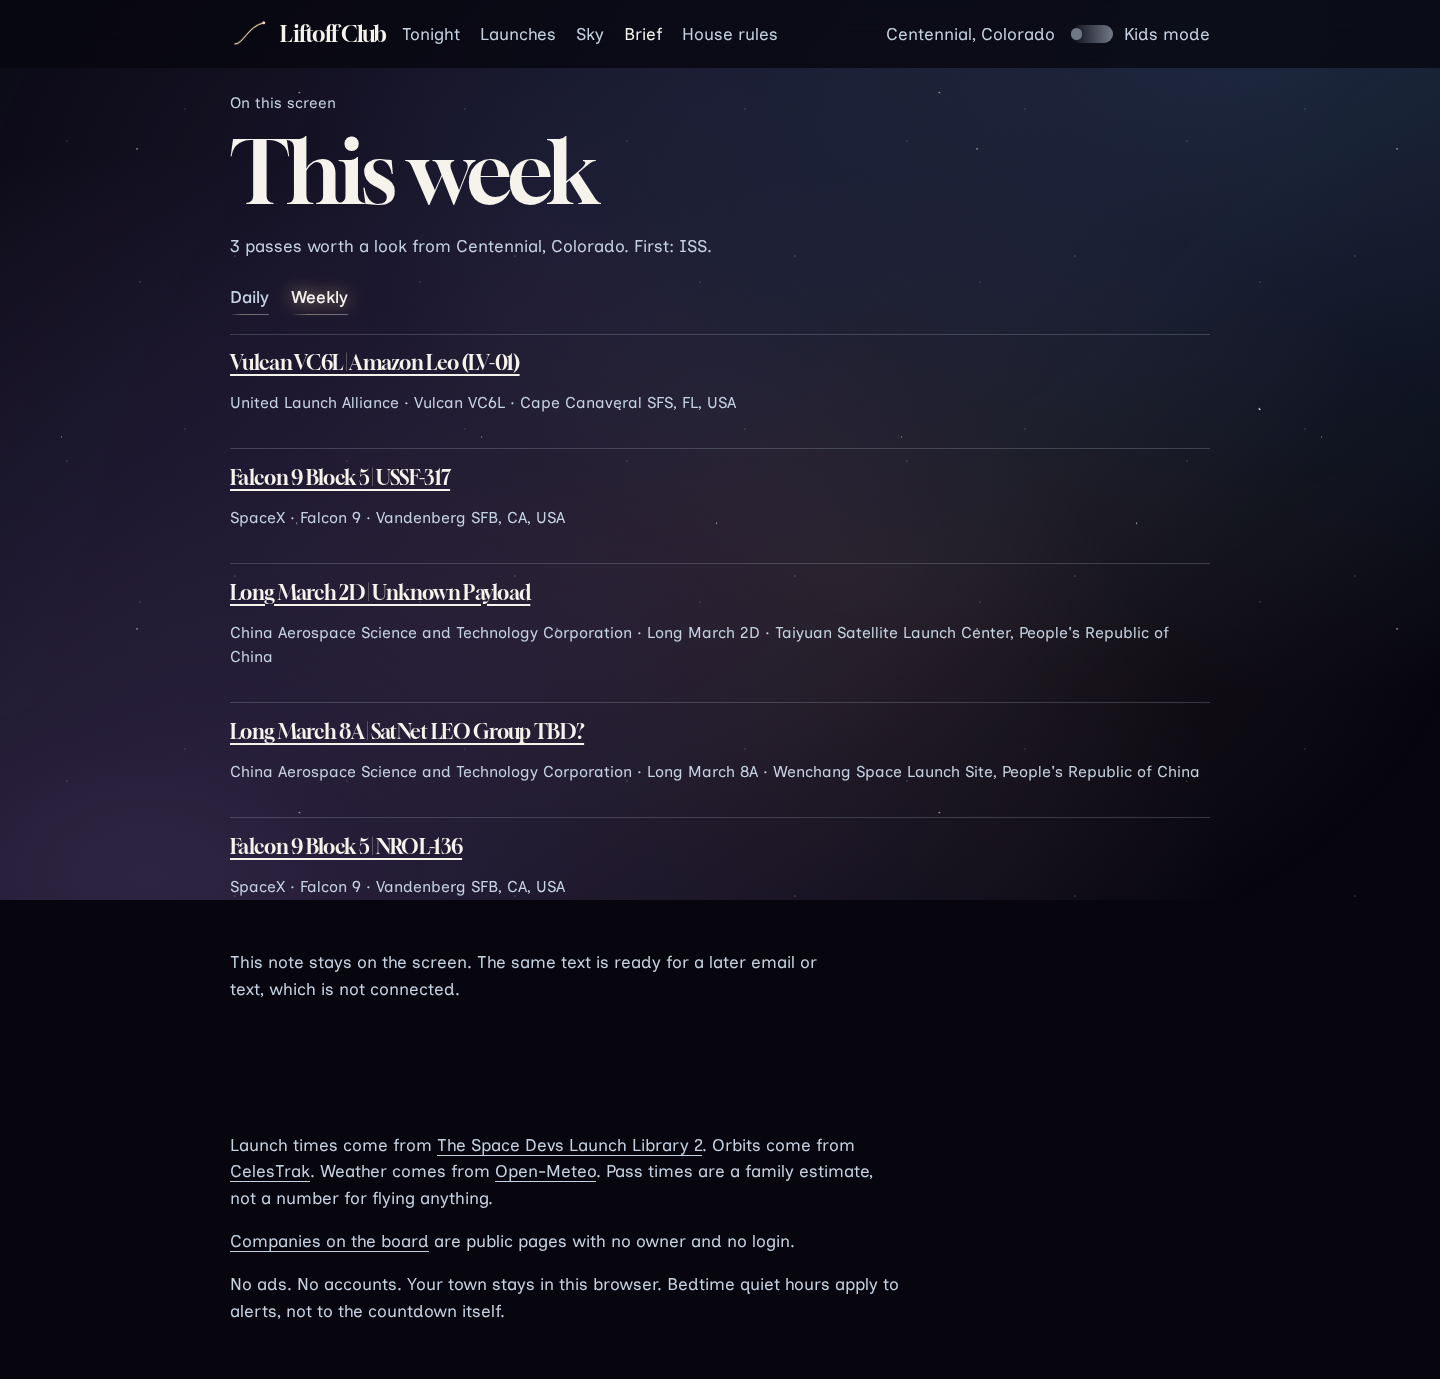 Liftoff Club Tonight Launches Sky Brief House rules Centennial, Colorado Kids mode
On this screen
This week
3 passes worth a look from Centennial, Colorado. First: ISS.
Daily Weekly
Vulcan VC6L | Amazon Leo (LV-01)
United Launch Alliance · Vulcan VC6L · Cape Canaveral SFS, FL, USA
Falcon 9 Block 5 | USSF-317
SpaceX · Falcon 9 · Vandenberg SFB, CA, USA
Long March 2D | Unknown Payload
China Aerospace Science and Technology Corporation · Long March 2D · Taiyuan Satellite Launch Center, People's Republic of
China
Long March 8A | SatNet LEO Group TBD?
China Aerospace Science and Technology Corporation · Long March 8A · Wenchang Space Launch Site, People's Republic of China
Falcon 9 Block 5 | NROL-136
SpaceX · Falcon 9 · Vandenberg SFB, CA, USA
This note stays on the screen. The same text is ready for a later email or
text, which is not connected.
Launch times come from The Space Devs Launch Library 2. Orbits come from
CelesTrak. Weather comes from Open-Meteo. Pass times are a family estimate,
not a number for flying anything.
Companies on the board are public pages with no owner and no login.
No ads. No accounts. Your town stays in this browser. Bedtime quiet hours apply to
alerts, not to the countdown itself.